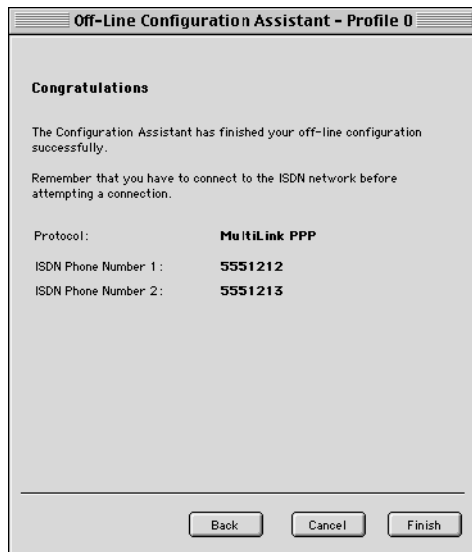 Off-Line Configuration Assistant - Profile 0
Congratulations
The Configuration Assistant has finished your off-line configuration
successfully.
Remember that you have to connect to the ISDN network before
attempting a connection.
Protocol: MultiLink PPP
ISDN Phone Number 1: 5551212
ISDN Phone Number 2: 5551213
Back Cancel Finish